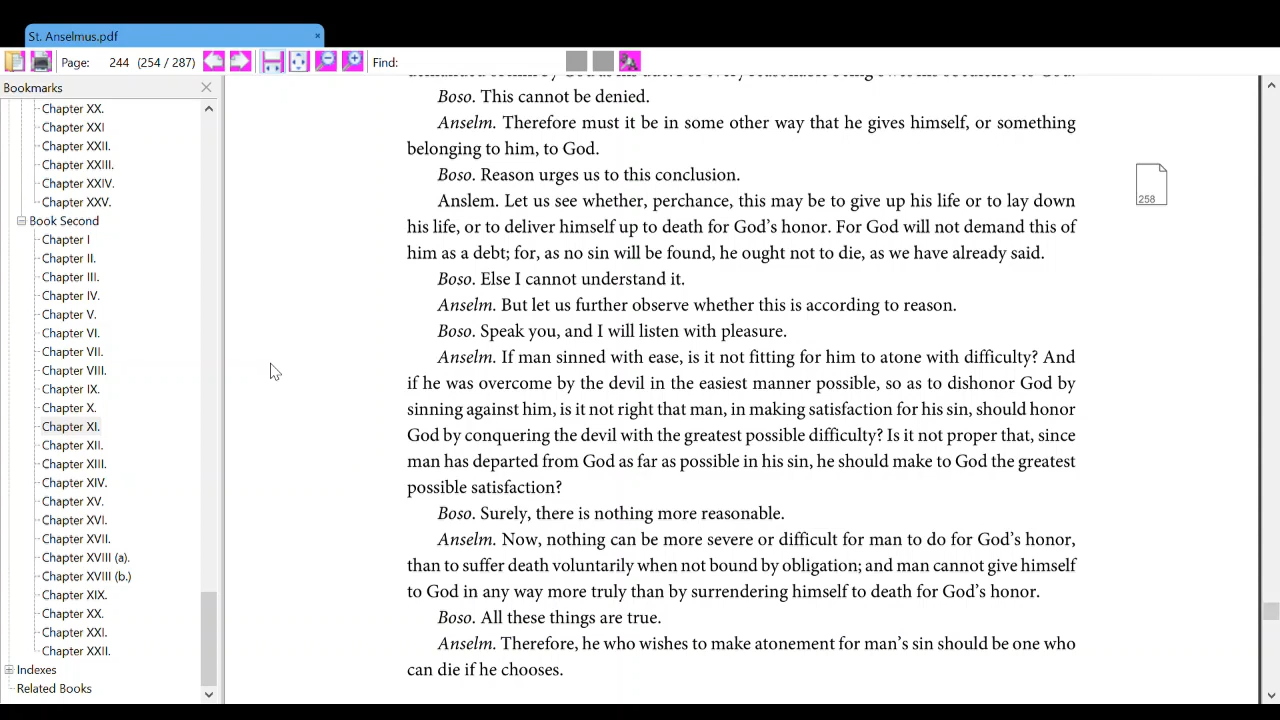 St. Anselmus.pdf
×
Page: 244 (254 / 287) Find:
Bookmarks
Chapter XX.
Chapter XXI
Chapter XXII.
Chapter XXIII.
Chapter XXIV.
Chapter XXV.
Book Second
Chapter I
Chapter II.
Chapter III.
Chapter IV.
Chapter V.
Chapter VI.
Chapter VII.
Chapter VIII.
Chapter IX.
Chapter X.
Chapter XI.
Chapter XII.
Chapter XIII.
Chapter XIV.
Chapter XV.
Chapter XVI.
Chapter XVII.
Chapter XVIII (a).
Chapter XVIII (b.)
Chapter XIX.
Chapter XX.
Chapter XXI.
Chapter XXII.
Indexes
Related Books
Boso. This cannot be denied.
Anselm. Therefore must it be in some other way that he gives himself, or something
belonging to him, to God.
Boso. Reason urges us to this conclusion.
Anslem. Let us see whether, perchance, this may be to give up his life or to lay down
his life, or to deliver himself up to death for God’s honor. For God will not demand this of
him as a debt; for, as no sin will be found, he ought not to die, as we have already said.
Boso. Else I cannot understand it.
Anselm. But let us further observe whether this is according to reason.
Boso. Speak you, and I will listen with pleasure.
Anselm. If man sinned with ease, is it not fitting for him to atone with difficulty? And
if he was overcome by the devil in the easiest manner possible, so as to dishonor God by
sinning against him, is it not right that man, in making satisfaction for his sin, should honor
God by conquering the devil with the greatest possible difficulty? Is it not proper that, since
man has departed from God as far as possible in his sin, he should make to God the greatest
possible satisfaction?
Boso. Surely, there is nothing more reasonable.
Anselm. Now, nothing can be more severe or difficult for man to do for God’s honor,
than to suffer death voluntarily when not bound by obligation; and man cannot give himself
to God in any way more truly than by surrendering himself to death for God’s honor.
Boso. All these things are true.
Anselm. Therefore, he who wishes to make atonement for man’s sin should be one who
can die if he chooses.
258